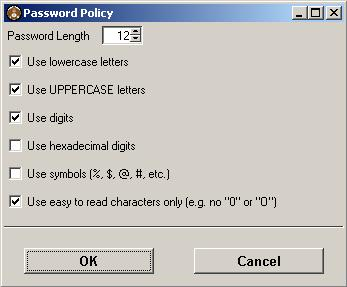 Password Policy
Password Length 12
Use lowercase letters
Use UPPERCASE letters
Use digits
Use hexadecimal digits
Use symbols (%, $, @, #, etc.)
Use easy to read characters only (e.g. no "0" or "O")
OK Cancel